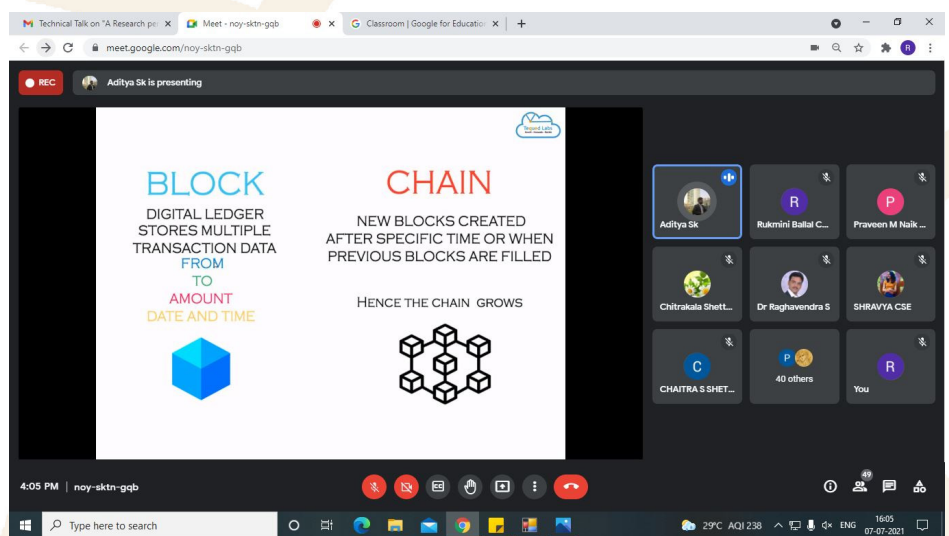 Technical Talk on "A Research per
Meet - noy-sktn-gqb
Classroom | Google for Education
meet.google.com/noy-sktn-gqb
R
REC
Aditya Sk is presenting
BLOCK
DIGITAL LEDGER
STORES MULTIPLE
TRANSACTION DATA
FROM
TO
AMOUNT
DATE AND TIME
Tequed Labs
CHAIN
NEW BLOCKS CREATED
AFTER SPECIFIC TIME OR WHEN
PREVIOUS BLOCKS ARE FILLED
HENCE THE CHAIN GROWS
Aditya Sk
R
Rukmini Ballal C...
P
Praveen M Naik ...
Chitrakala Shett...
Dr Raghavendra S
SHRAVYA CSE
C
CHAITRA S SHET...
P
40 others
R
You
4:05 PM | noy-sktn-gqb
49
Type here to search
29°C AQI 238
ENG
16:05
07-07-2021